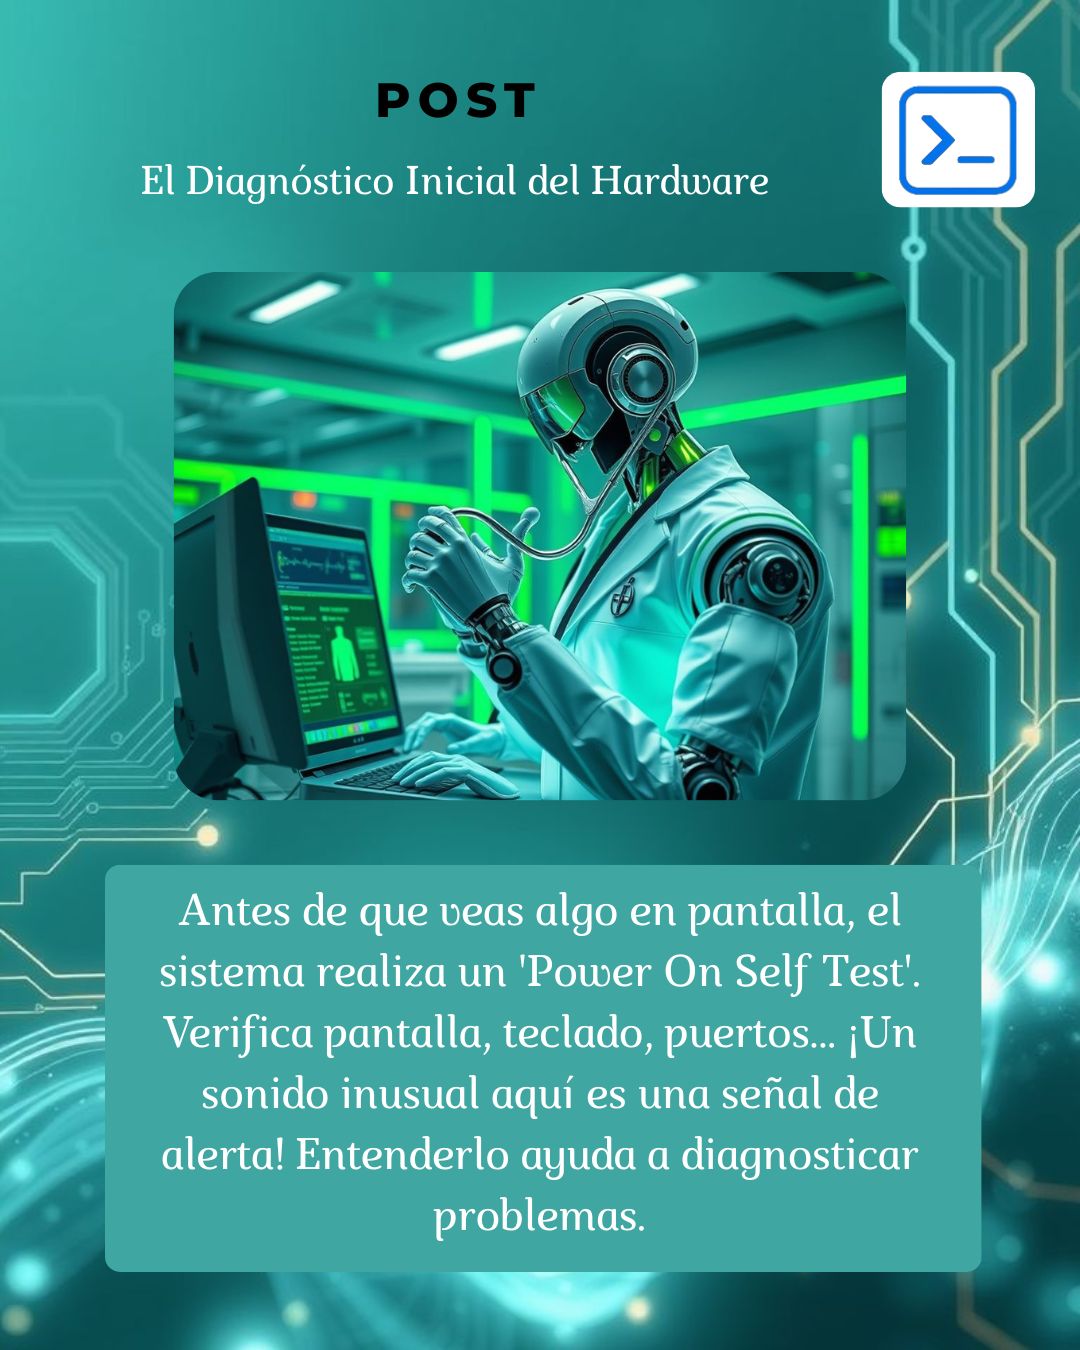 POST
El Diagnóstico Inicial del Hardware
Antes de que veas algo en pantalla, el
sistema realiza un 'Power On Self Test'.
Verifica pantalla, teclado, puertos... ¡Un
sonido inusual aquí es una señal de
alerta! Entenderlo ayuda a diagnosticar
problemas.